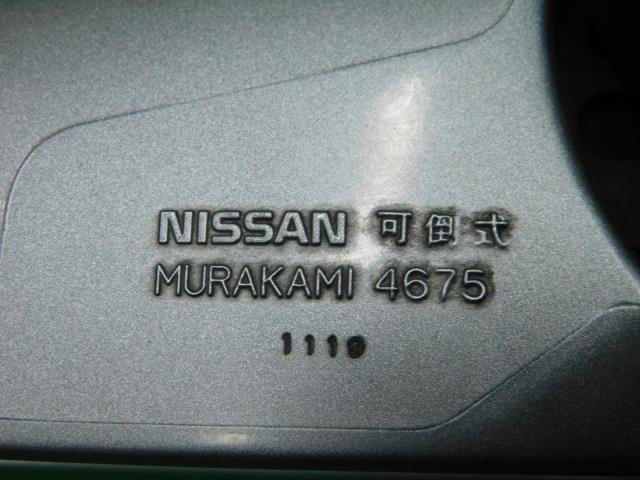 NISSAN 可倒式
MURAKAMI 4675
1119